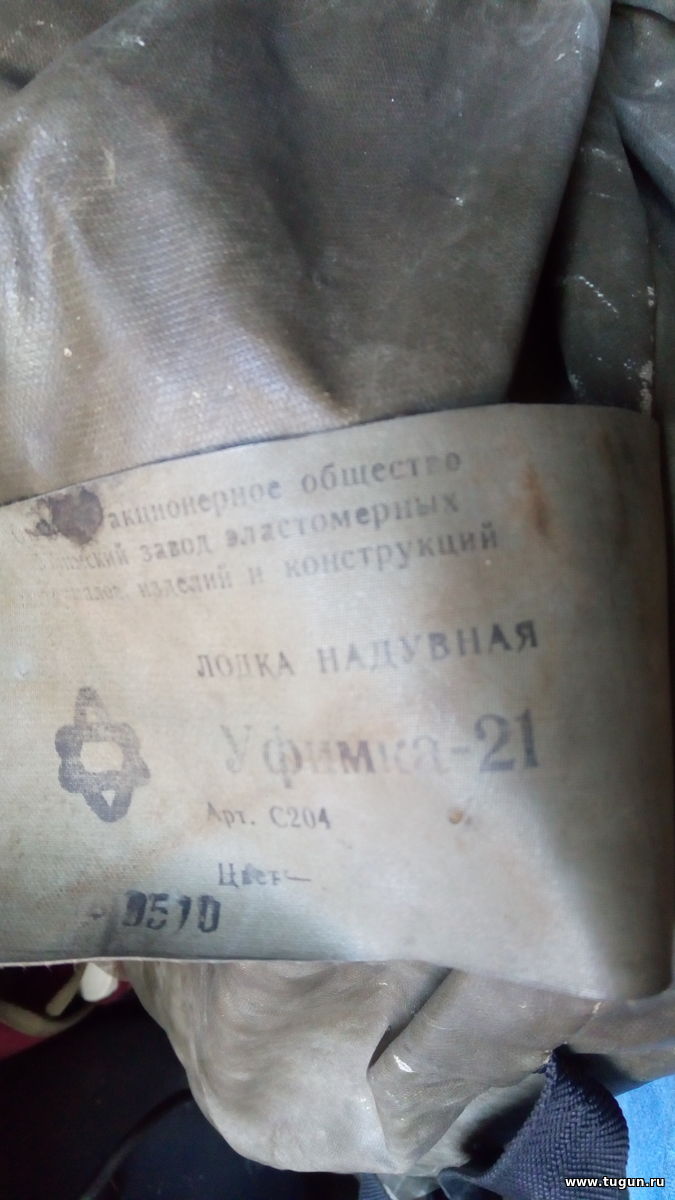 акционерное общество
завод эластомерных
изделий и конструкций
ЛОДКА НАДУВНАЯ
Уфимка-21
Арт. С204
Цвет
9510
www.tugun.ru